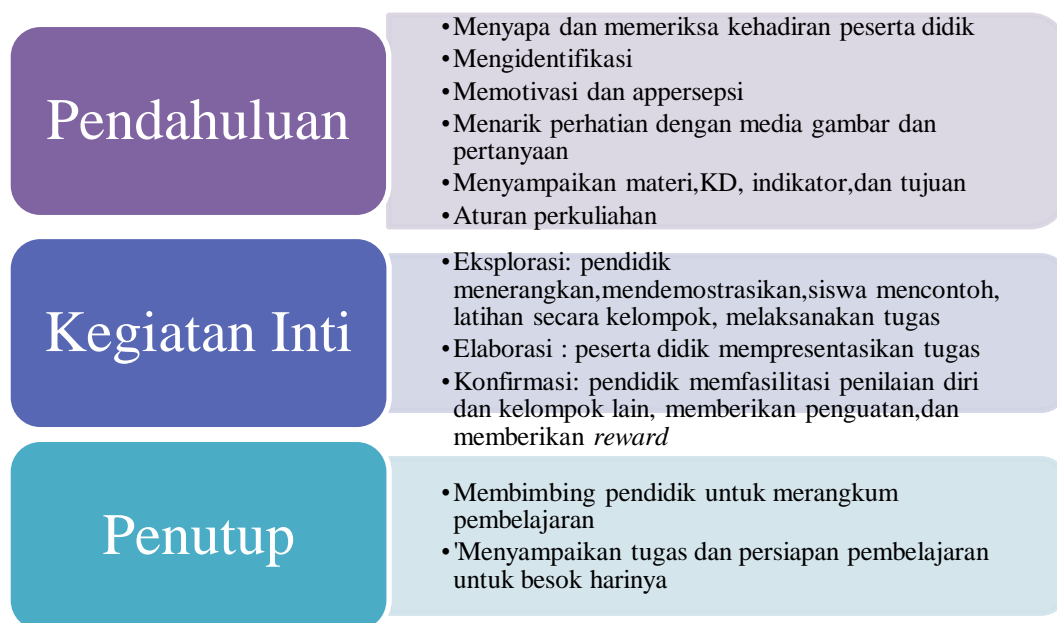 Pendahuluan
•Menyapa dan memeriksa kehadiran peserta didik
•Mengidentifikasi
•Memotivasi dan appersepsi
•Menarik perhatian dengan media gambar dan
pertanyaan
•Menyampaikan materi,KD, indikator,dan tujuan
•Aturan perkuliahan
Kegiatan Inti
•Eksplorasi: pendidik
menerangkan,mendemostrasikan,siswa mencontoh,
latihan secara kelompok, melaksanakan tugas
•Elaborasi : peserta didik mempresentasikan tugas
•Konfirmasi: pendidik memfasilitasi penilaian diri
dan kelompok lain, memberikan penguatan,dan
memberikan reward
Penutup
•Membimbing pendidik untuk merangkum
pembelajaran
•'Menyampaikan tugas dan persiapan pembelajaran
untuk besok harinya